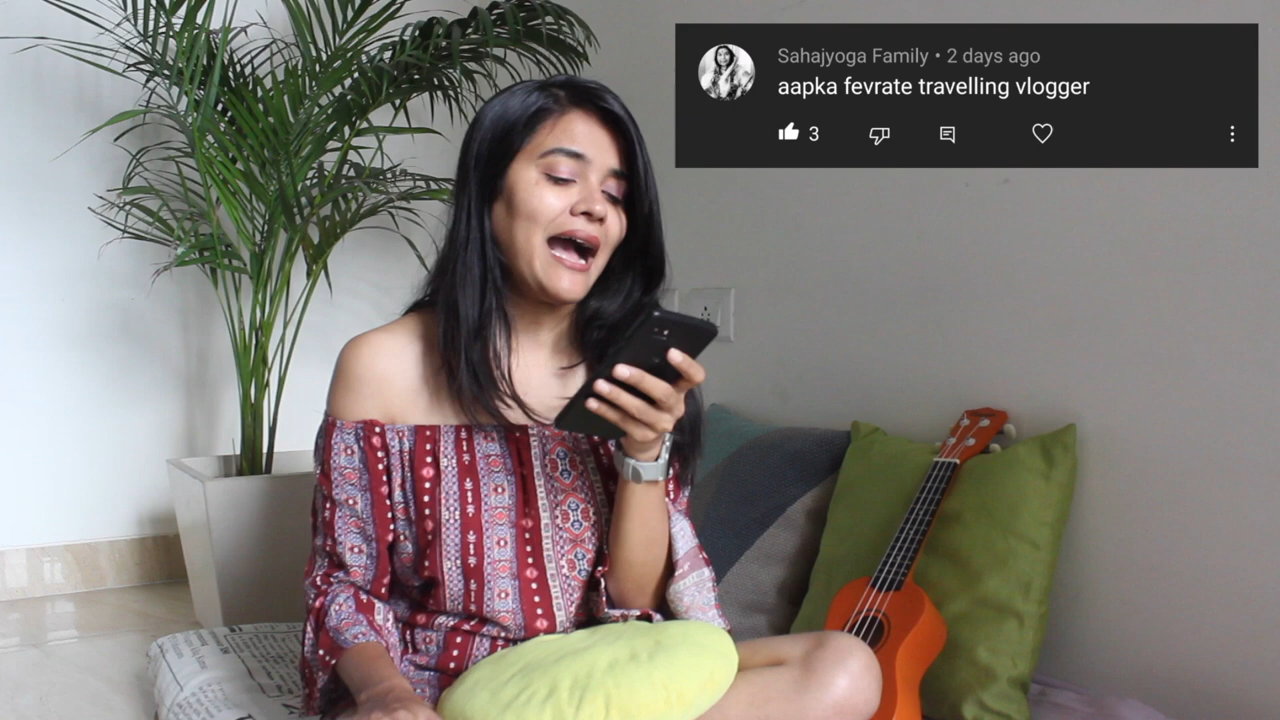 Sahajyoga Family • 2 days ago
aapka fevrate travelling vlogger
3